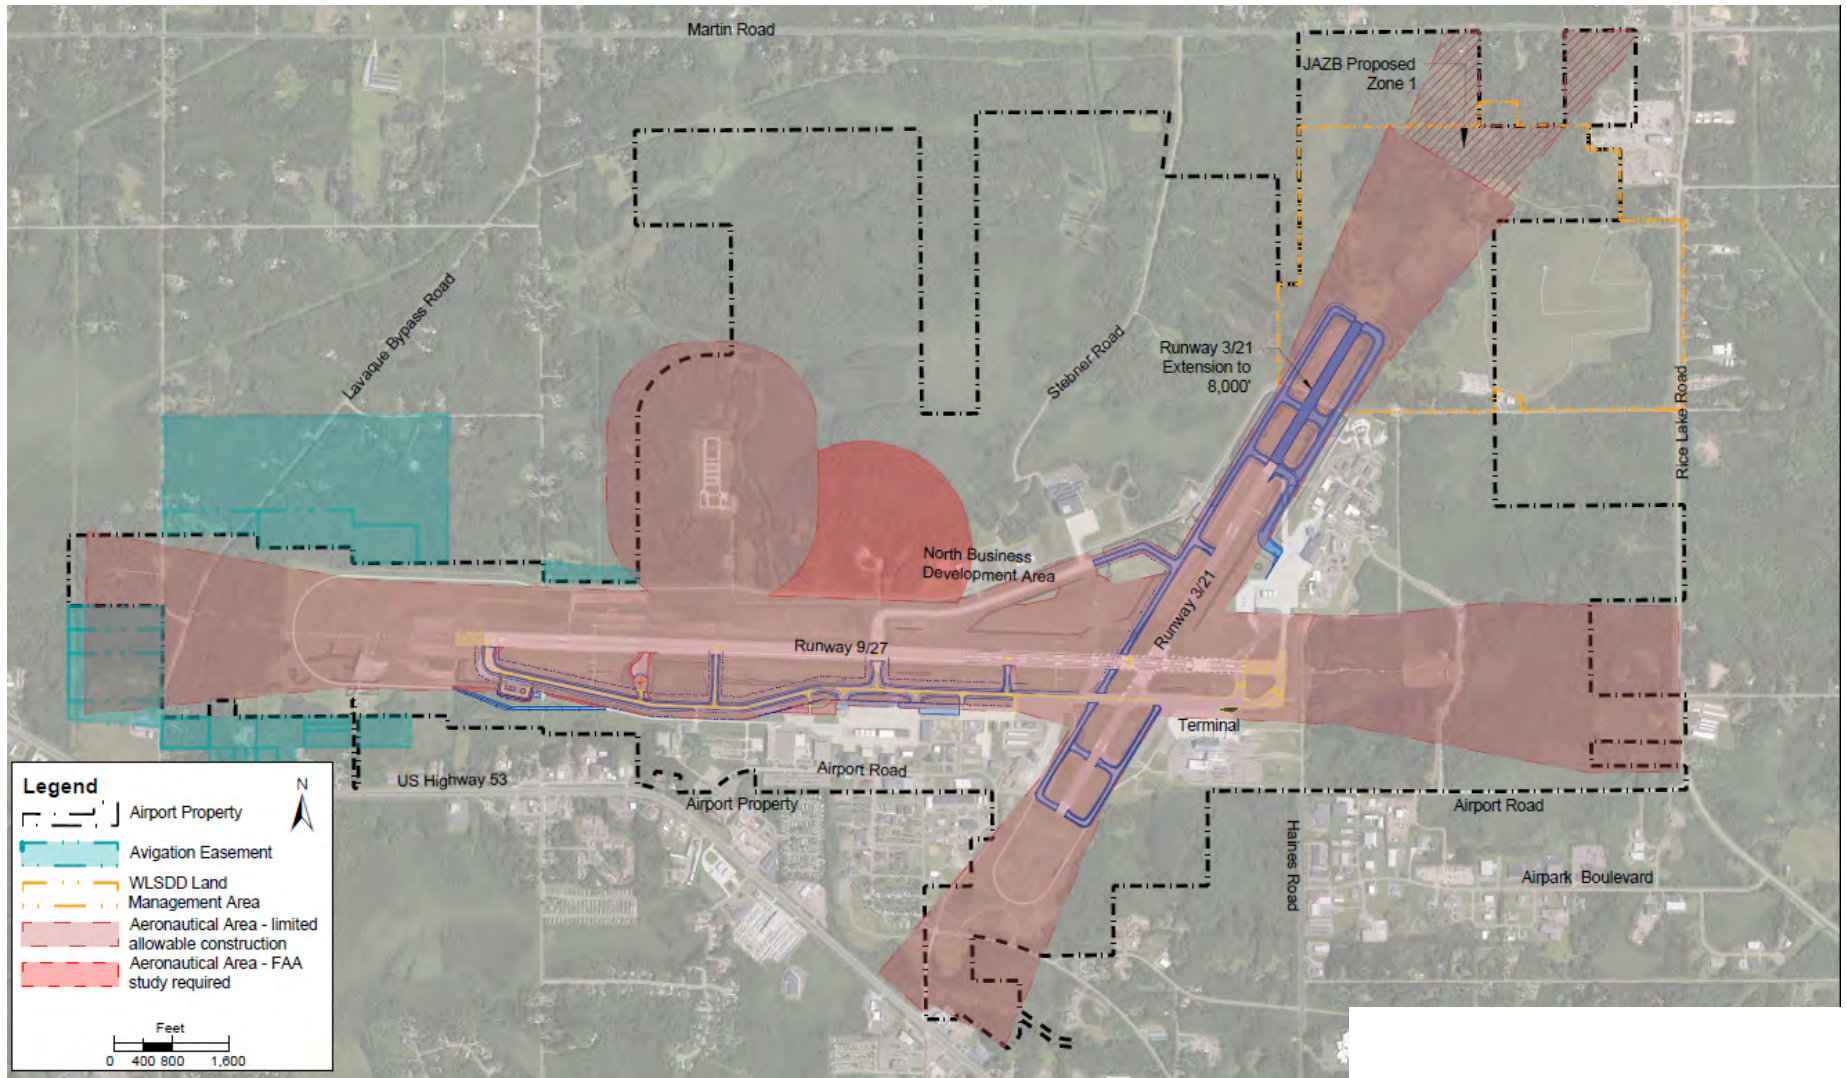 Martin Road
JAZB Proposed
Zone 1
Lavaque Bypass Road
Stebner Road
Runway 3/21
Extension to
8,000'
Rice Lake Road
North Business
Development Area
Runway 3/21
Runway 9/27
Terminal
Airport Road
US Highway 53
Airport Property
Airport Road
Haines Road
Airpark Boulevard
Legend
N
Airport Property
Avigation Easement
WLSDD Land
Management Area
Aeronautical Area - limited
allowable construction
Aeronautical Area - FAA
study required
Feet
0 400 800 1,600